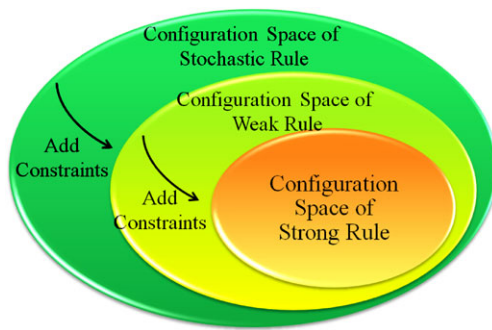 Configuration Space of
Stochastic Rule
Configuration Space of
Weak Rule
Add
Constraints
Add
Constraints
Configuration
Space of
Strong Rule